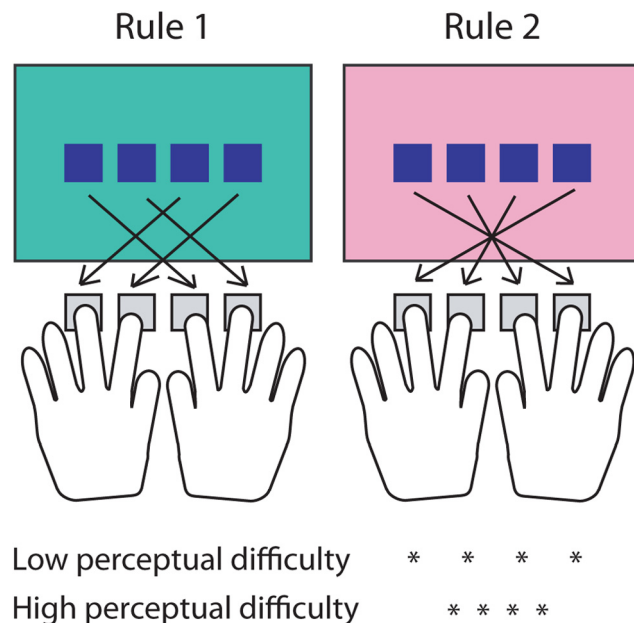 Rule 1
Rule 2
Low perceptual difficulty * * * *
High perceptual difficulty * * * *